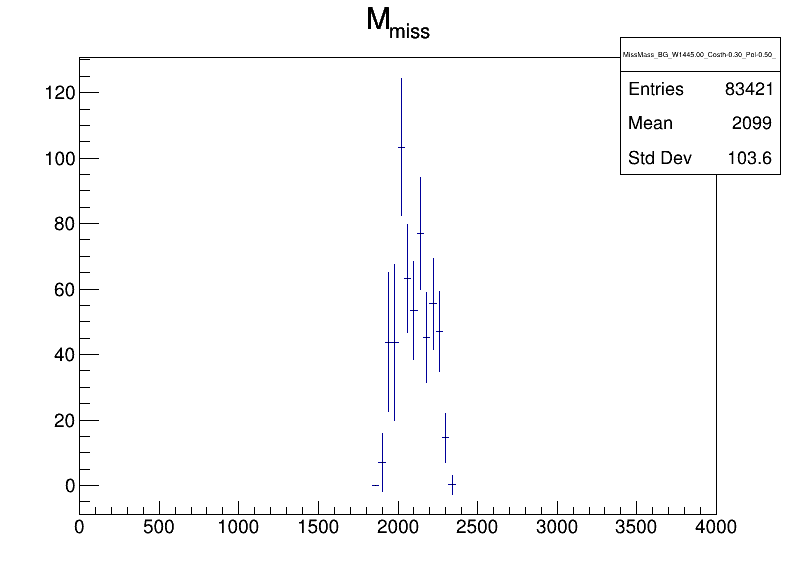 M_miss
MissMass_BG_W1445.00_Costh-0.30_Pol-0.50_
Entries 83421
Mean 2099
Std Dev 103.6
120
100
80
60
40
20
0
0 500 1000 1500 2000 2500 3000 3500 4000